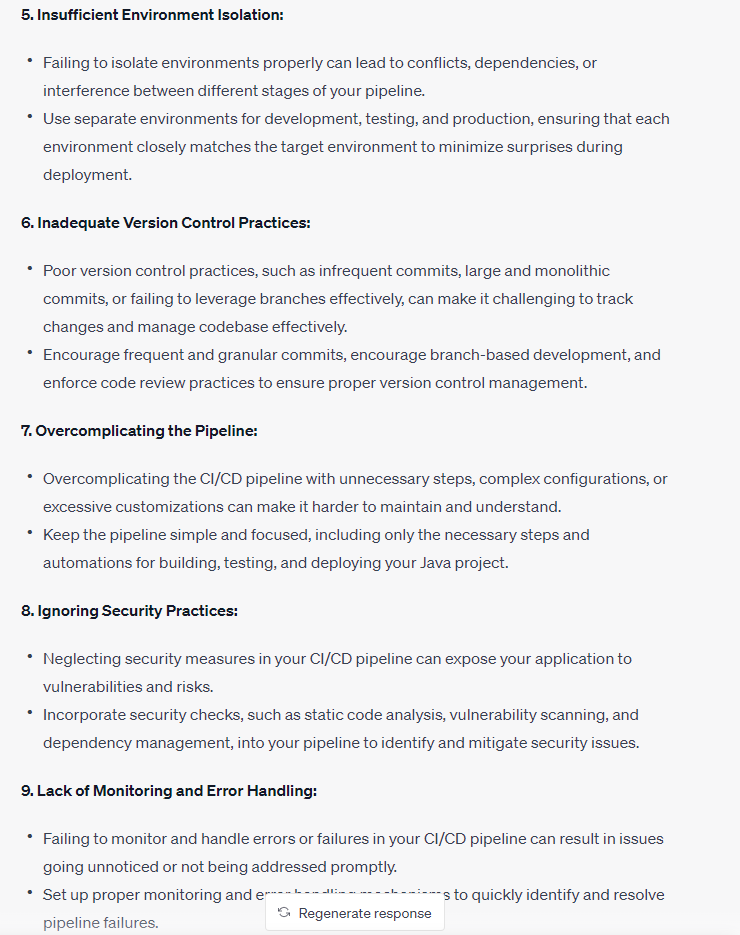 5. Insufficient Environment Isolation:
• Failing to isolate environments properly can lead to conflicts, dependencies, or
interference between different stages of your pipeline.
• Use separate environments for development, testing, and production, ensuring that each
environment closely matches the target environment to minimize surprises during
deployment.
6. Inadequate Version Control Practices:
• Poor version control practices, such as infrequent commits, large and monolithic
commits, or failing to leverage branches effectively, can make it challenging to track
changes and manage codebase effectively.
• Encourage frequent and granular commits, encourage branch-based development, and
enforce code review practices to ensure proper version control management.
7. Overcomplicating the Pipeline:
• Overcomplicating the CI/CD pipeline with unnecessary steps, complex configurations, or
excessive customizations can make it harder to maintain and understand.
• Keep the pipeline simple and focused, including only the necessary steps and
automations for building, testing, and deploying your Java project.
8. Ignoring Security Practices:
• Neglecting security measures in your CI/CD pipeline can expose your application to
vulnerabilities and risks.
• Incorporate security checks, such as static code analysis, vulnerability scanning, and
dependency management, into your pipeline to identify and mitigate security issues.
9. Lack of Monitoring and Error Handling:
• Failing to monitor and handle errors or failures in your CI/CD pipeline can result in issues
going unnoticed or not being addressed promptly.
• Set up proper monitoring and to quickly identify and resolve
pipeline failures.
Regenerate response